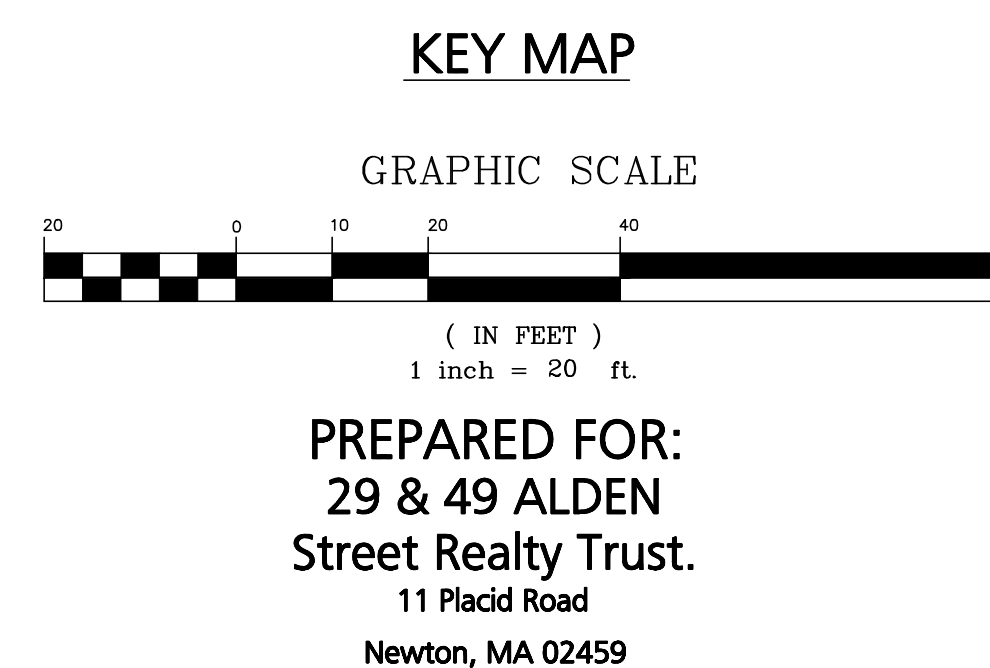 KEY MAP
GRAPHIC SCALE
20 0 10 20 40
( IN FEET )
1 inch = 20 ft.
PREPARED FOR:
29 & 49 ALDEN
Street Realty Trust.
11 Placid Road
Newton, MA 02459